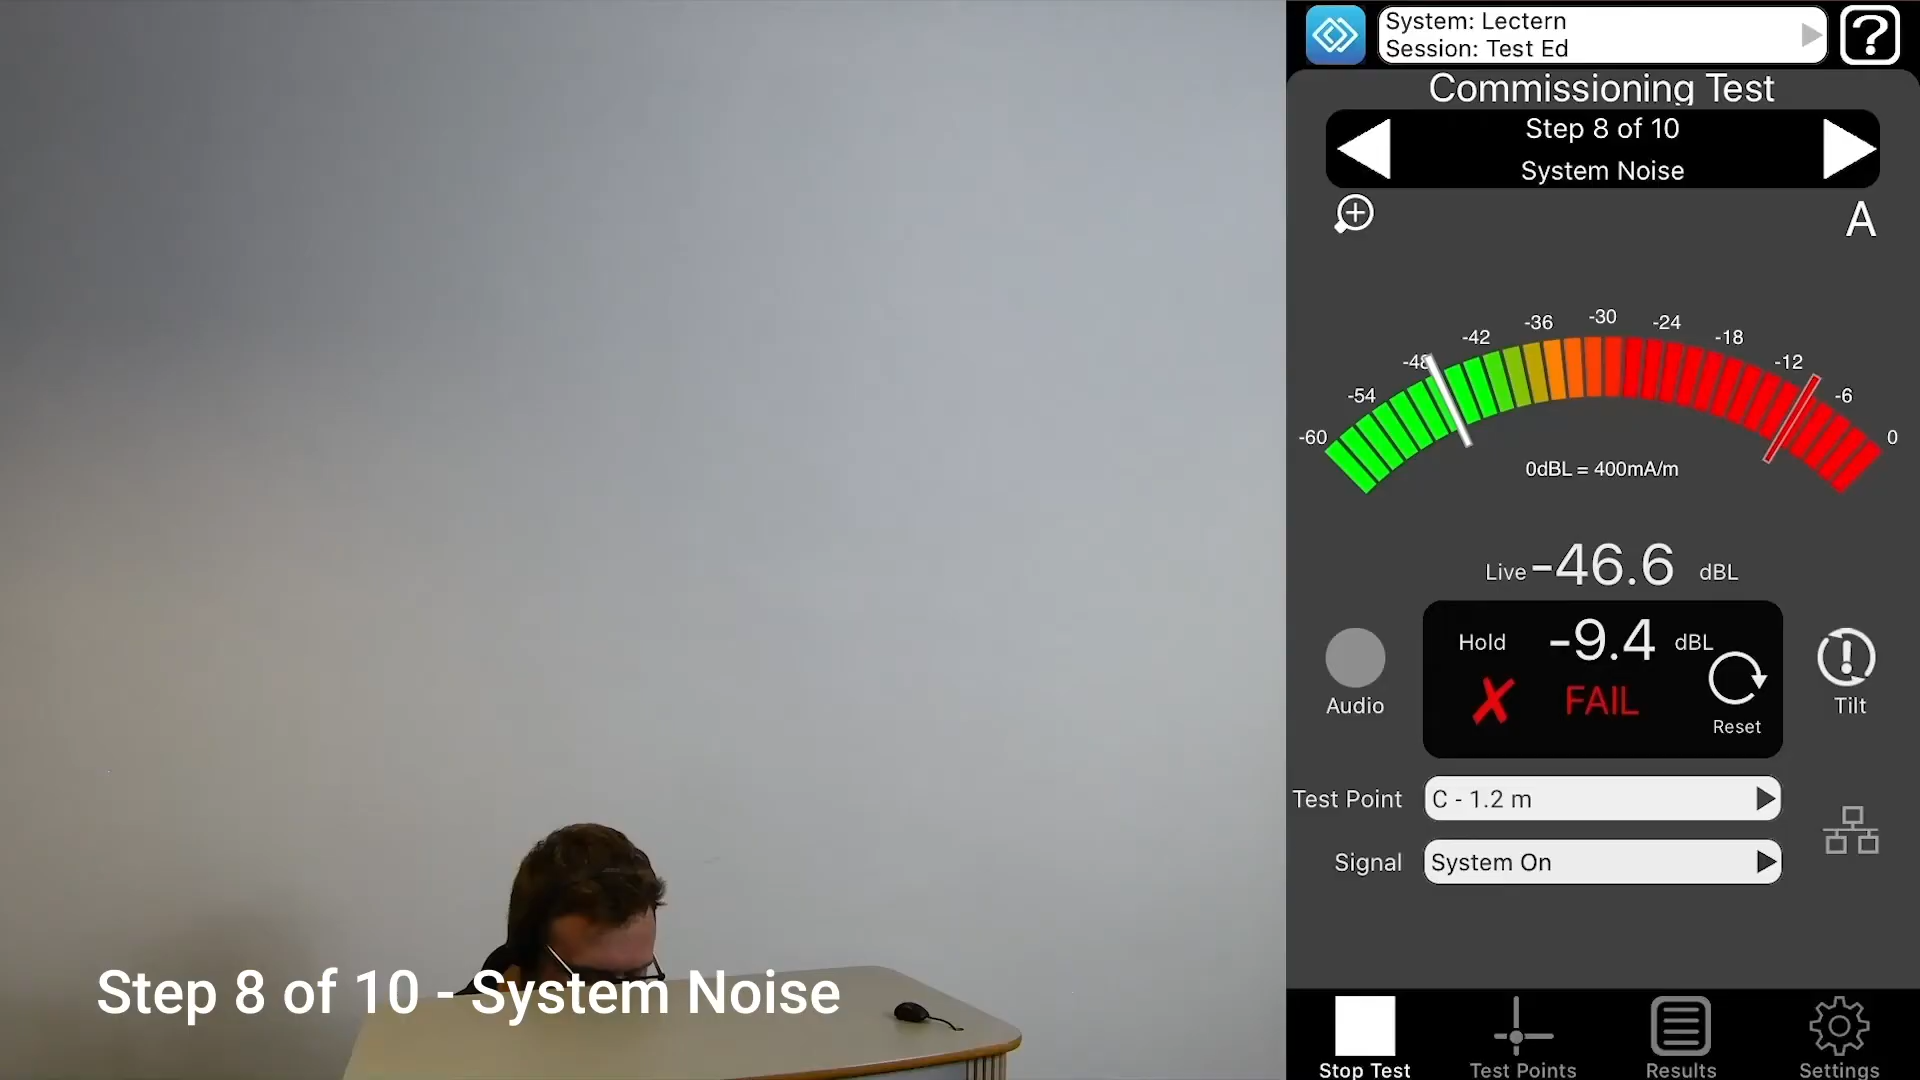 System: Lectern
Session: Test Ed
?
Commissioning Test
Step 8 of 10
System Noise
A
-60
-54
-48
-42
-36
-30
-24
-18
-12
-6
0
0dBL = 400mA/m
Live -46.6 dBL
Hold -9.4 dBL
✗ FAIL
Reset
Audio
Tilt
Test Point C - 1.2 m
Signal System On
Stop Test
Test Points
Results
Settings
Step 8 of 10 - System Noise